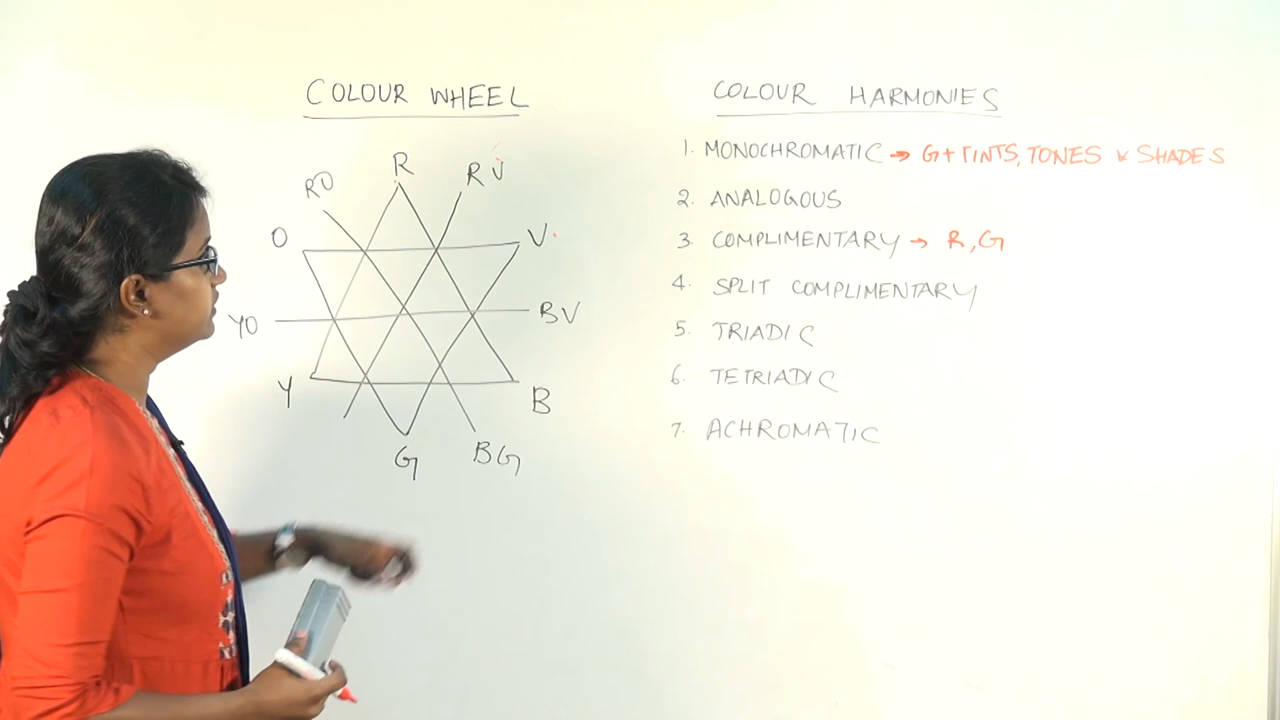 COLOUR WHEEL
R
RO
RV
O
V
YO
BV
Y
B
G
BG
COLOUR HARMONIES
1. MONOCHROMATIC → G+TINTS, TONES & SHADES
2. ANALOGOUS
3. COMPLIMENTARY → R, G
4. SPLIT COMPLIMENTARY
5. TRIADIC
6. TETRIADIC
7. ACHROMATIC